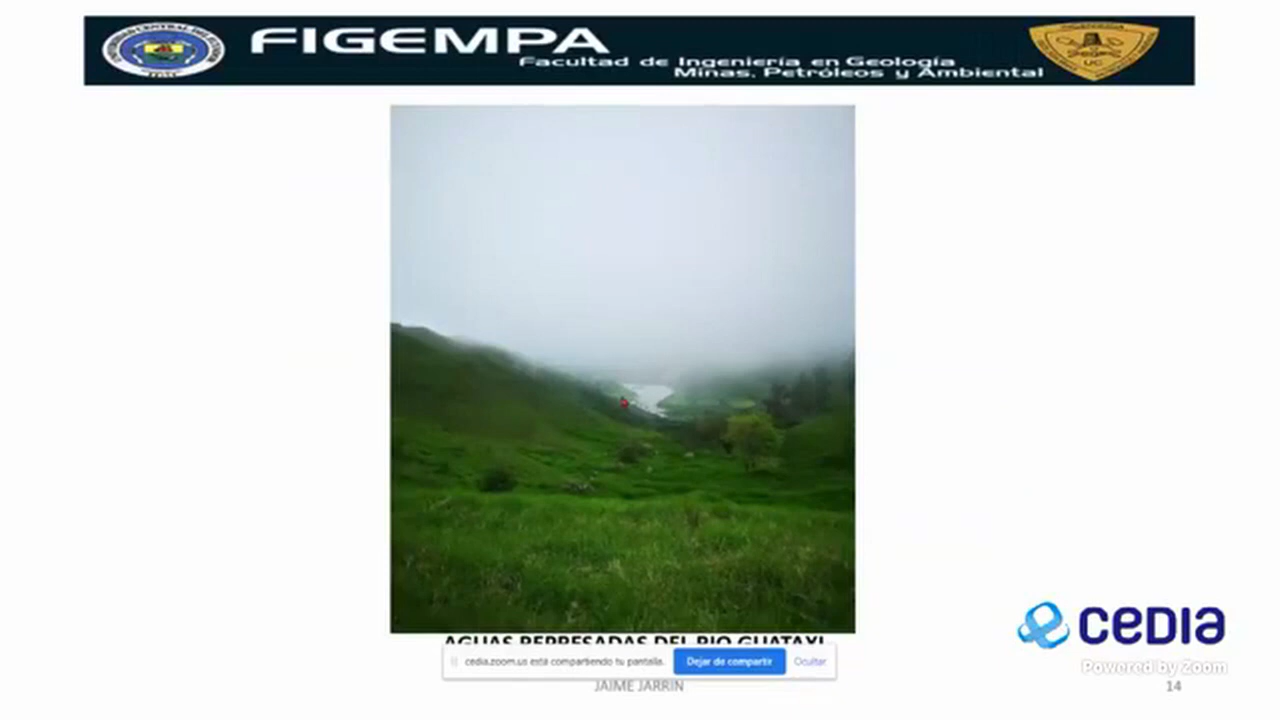 FIGEMPA
Facultad de Ingeniería en Geología
Minas, Petróleos y Ambiental
UC
AGUAS REPRESADAS DEL RIO GUATAXI
cedia.zoom.us está compartiendo tu pantalla.
Dejar de compartir
Ocultar
JAIME JARRIN
14
CEDIA
Powered by Zoom